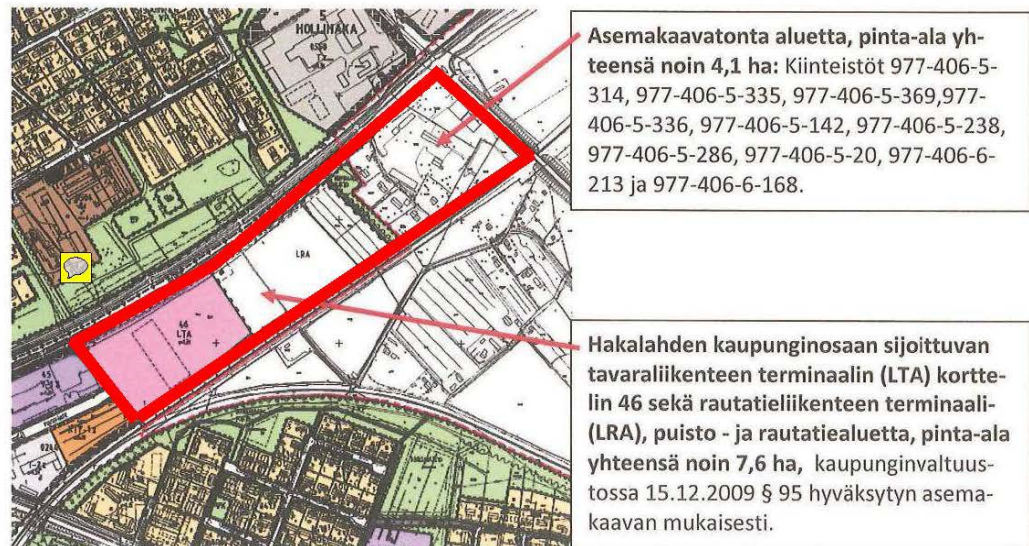 5
HOLLIHAKA
Asemakaavatonta aluetta, pinta-ala yh-
teensä noin 4,1 ha: Kiinteistöt 977-406-5-
314, 977-406-5-335, 977-406-5-369,977-
406-5-336, 977-406-5-142, 977-406-5-238,
977-406-5-286, 977-406-5-20, 977-406-6-
213 ja 977-406-6-168.
LRA
46
LTA
Hakalahden kaupunginosaan sijoittuvan
tavaraliikenteen terminaalin (LTA) kortte-
lin 46 sekä rautatieliikenteen terminaali-
(LRA), puisto - ja rautatiealuetta, pinta-ala
yhteensä noin 7,6 ha, kaupunginvaltuus-
tossa 15.12.2009 § 95 hyväksytyn asema-
kaavan mukaisesti.